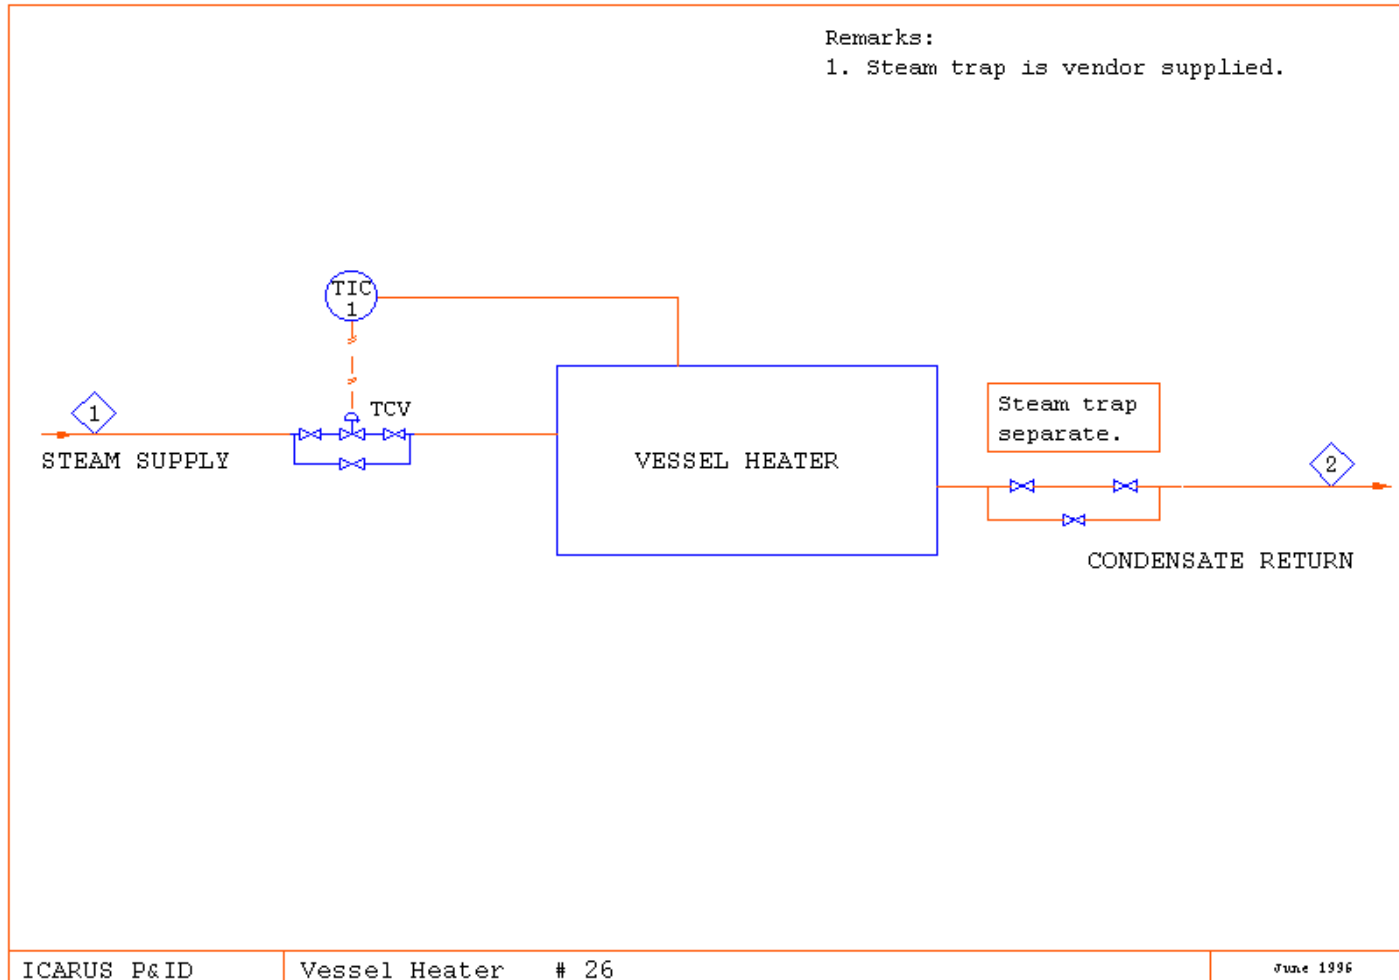 Remarks:
1. Steam trap is vendor supplied.
TIC
1
TCV
1
STEAM SUPPLY
VESSEL HEATER
Steam trap
separate.
2
CONDENSATE RETURN
ICARUS P&ID
Vessel Heater # 26
June 1996